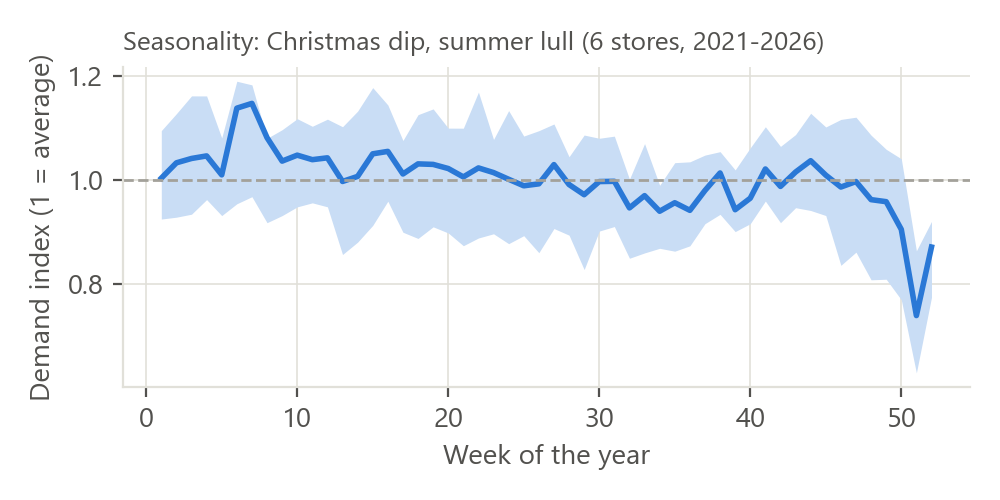 Seasonality: Christmas dip, summer lull (6 stores, 2021-2026)
Demand index (1 = average)
1.2
1.0
0.8
0 10 20 30 40 50
Week of the year